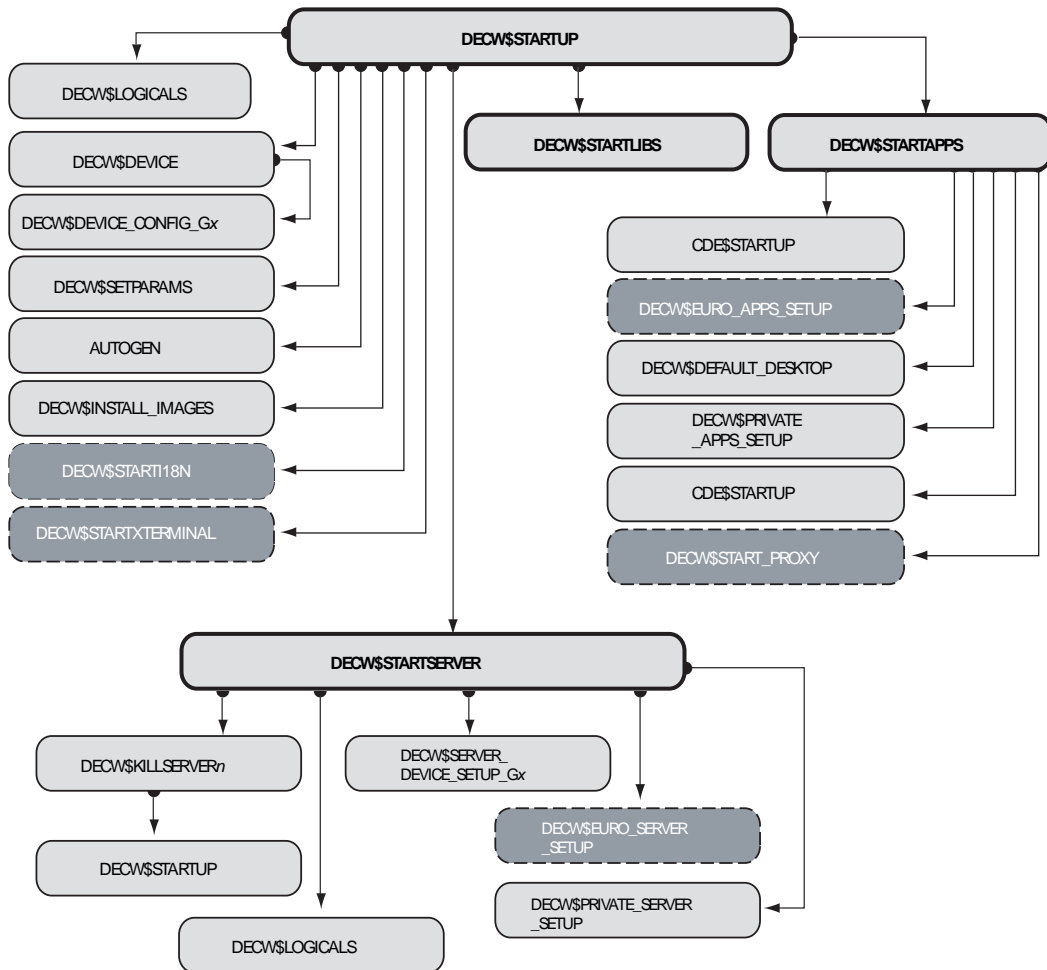 DECW$STARTUP
DECW$LOGICALS
DECW$DEVICE
DECW$STARTLIBS
DECW$STARTAPPS
DECW$DEVICE_CONFIG_Gx
CDE$STARTUP
DECW$SETPARAMS
DECW$EURO_APPS_SETUP
AUTOGEN
DECW$DEFAULT_DESKTOP
DECW$INSTALL_IMAGES
DECW$PRIVATE
_APPS_SETUP
DECW$STARTI18N
CDE$STARTUP
DECW$STARTXTERMINAL
DECW$START_PROXY
DECW$STARTSERVER
DECW$KILLSERVERn
DECW$SERVER_
DEVICE_SETUP_Gx
DECW$EURO_SERVER
_SETUP
DECW$STARTUP
DECW$PRIVATE_SERVER
_SETUP
DECW$LOGICALS